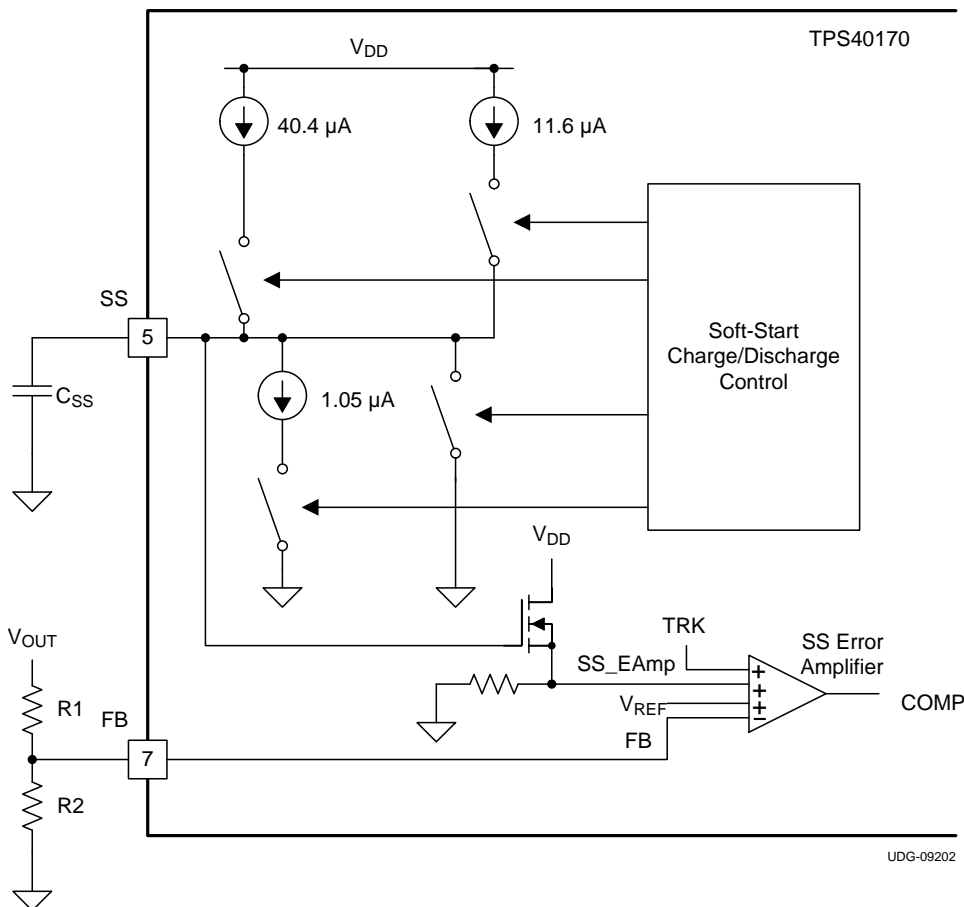 TPS40170
VDD
40.4 µA
11.6 µA
SS
5
Soft-Start
Charge/Discharge
Control
CSS
1.05 µA
VDD
VOUT
TRK
SS Error
Amplifier
SS_EAmp
+
+
VREF
±
−
COMP
R1
FB
FB
7
R2
UDG-09202